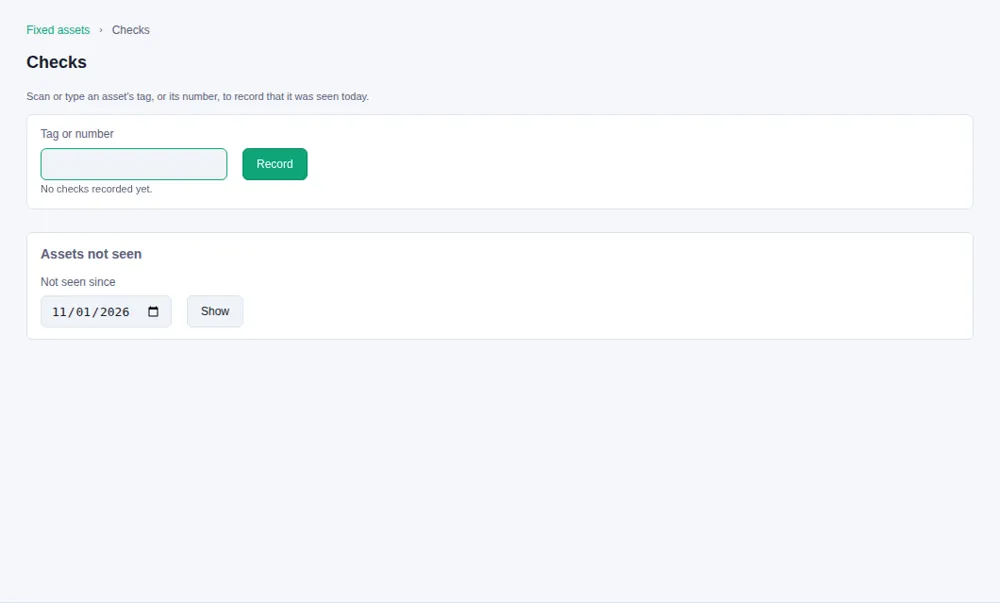 Fixed assets › Checks
Checks
Scan or type an asset's tag, or its number, to record that it was seen today.
Tag or number
Record
No checks recorded yet.
Assets not seen
Not seen since
11/01/2026
Show